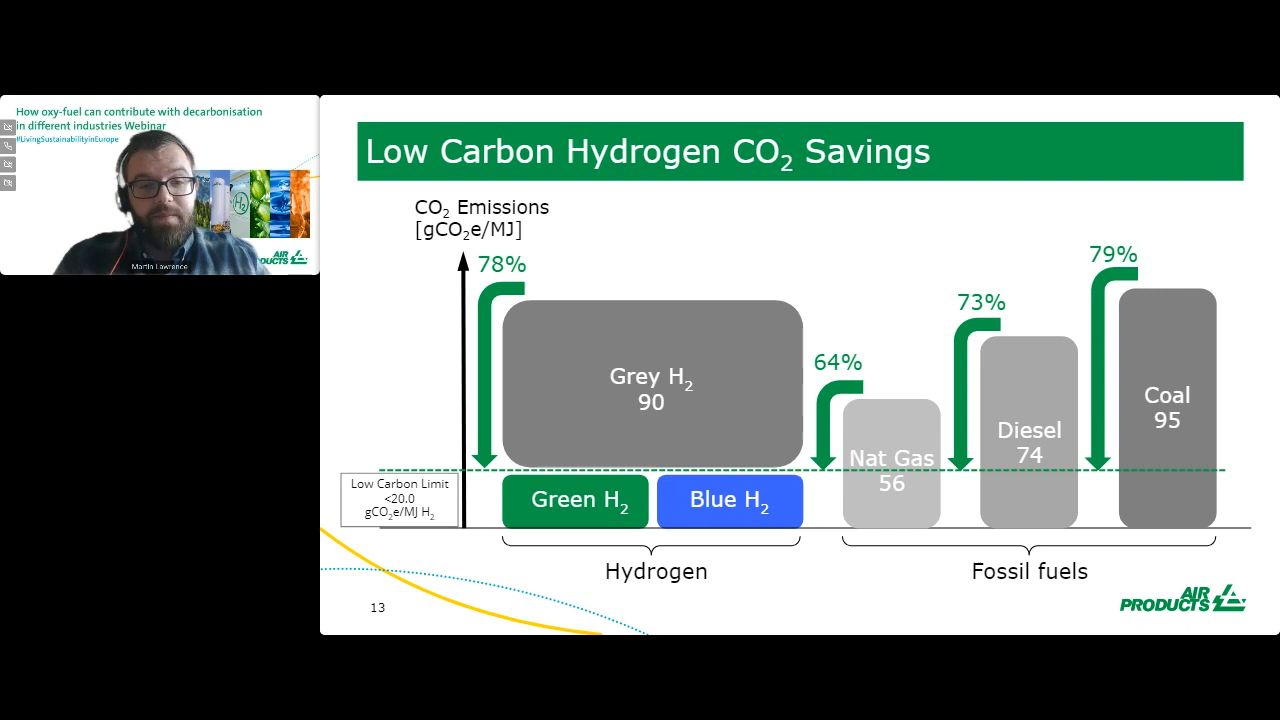 How oxy-fuel can contribute with decarbonisation
in different industries Webinar
#LivingSustainabilityinEurope
H₂
AIR
DUCTS
Martin Lawrence
Low Carbon Hydrogen CO₂ Savings
CO₂ Emissions
[gCO₂e/MJ]
78%
Grey H₂
90
64%
Nat Gas
56
73%
Diesel
74
79%
Coal
95
Low Carbon Limit
<20.0
gCO₂e/MJ H₂
Green H₂
Blue H₂
Hydrogen
Fossil fuels
13
AIR
PRODUCTS